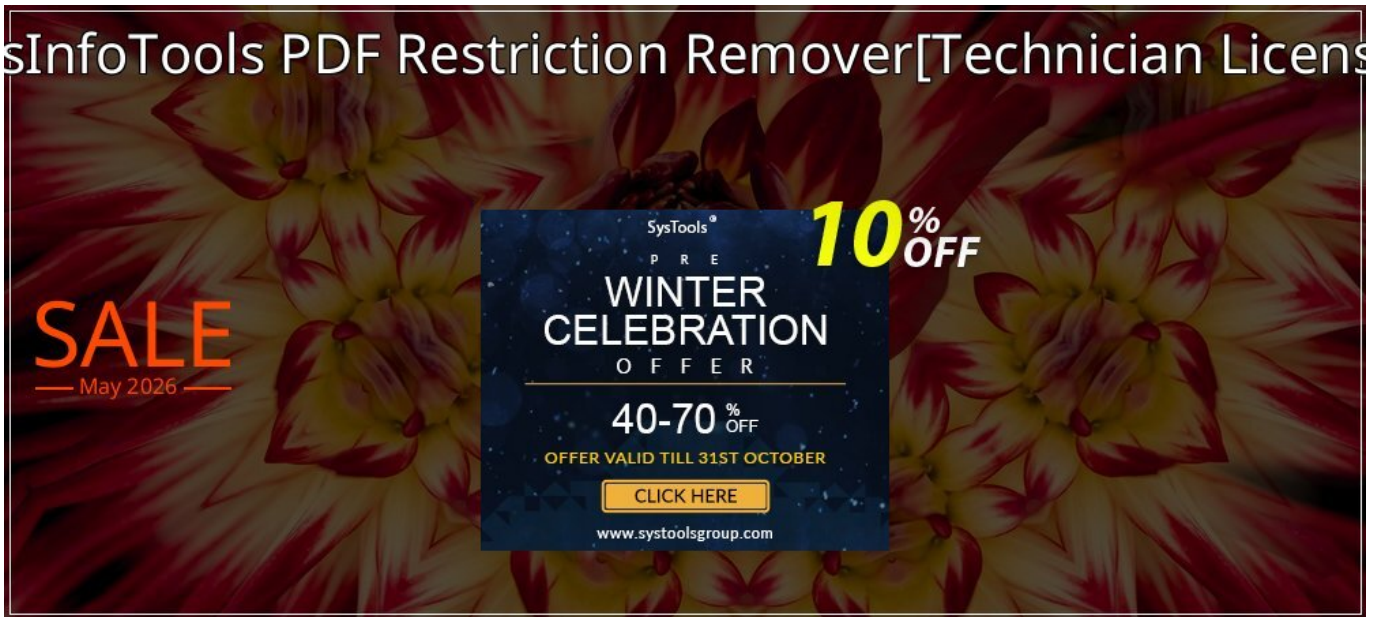 sInfoTools PDF Restriction Remover[Technician Licens
10% OFF
SysTools®
PRE
WINTER
CELEBRATION
OFFER
SALE
May 2026
40-70 % OFF
OFFER VALID TILL 31ST OCTOBER
CLICK HERE
www.systoolsgroup.com